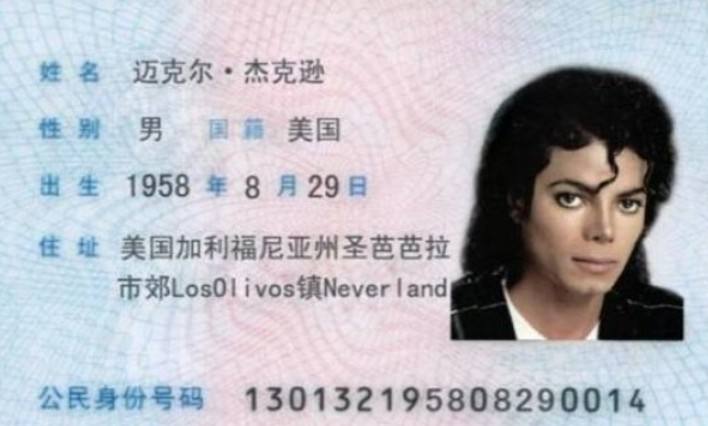 姓名 迈克尔·杰克逊
性别 男 国籍 美国
出生 1958 年 8 月 29 日
住址 美国加利福尼亚州圣芭芭拉
市郊LosOlivos镇Neverland
公民身份号码 130132195808290014